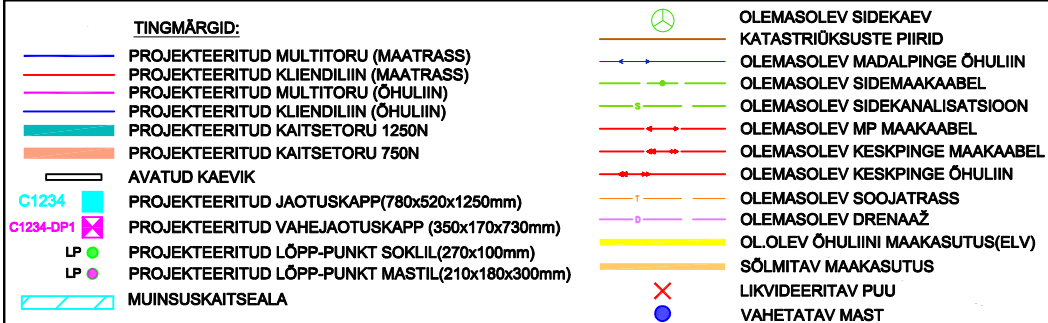 TINGMÄRGID:
PROJEKTEERITUD MULTITORU (MAATRASS)
PROJEKTEERITUD KLIENDILIIN (MAATRASS)
PROJEKTEERITUD MULTITORU (ÕHULIIN)
PROJEKTEERITUD KLIENDILIIN (ÕHULIIN)
PROJEKTEERITUD KAITSETORU 1250N
PROJEKTEERITUD KAITSETORU 750N
AVATUD KAEVIK
C1234 PROJEKTEERITUD JAOTUSKAPP(780x520x1250mm)
C1234-DP1 PROJEKTEERITUD VAHEJAOTUSKAPP (350x170x730mm)
LP PROJEKTEERITUD LÕPP-PUNKT SOKLIL(270x100mm)
LP PROJEKTEERITUD LÕPP-PUNKT MASTIL(210x180x300mm)
MUINSUSKAITSEALA
OLEMASOLEV SIDEKAEV
KATASTRIÜKSUSTE PIIRID
OLEMASOLEV MADALPINGE ÕHULIIN
OLEMASOLEV SIDEMAAKAABEL
S OLEMASOLEV SIDEKANALISATSIOON
OLEMASOLEV MP MAAKAABEL
OLEMASOLEV KESKPINGE MAAKAABEL
OLEMASOLEV KESKPINGE ÕHULIIN
T OLEMASOLEV SOOJATRASS
D OLEMASOLEV DRENAAŽ
OL.OLEV ÕHULIINI MAAKASUTUS(ELV)
SÕLMITAV MAAKASUTUS
LIKVIDEERITAV PUU
VAHETATAV MAST